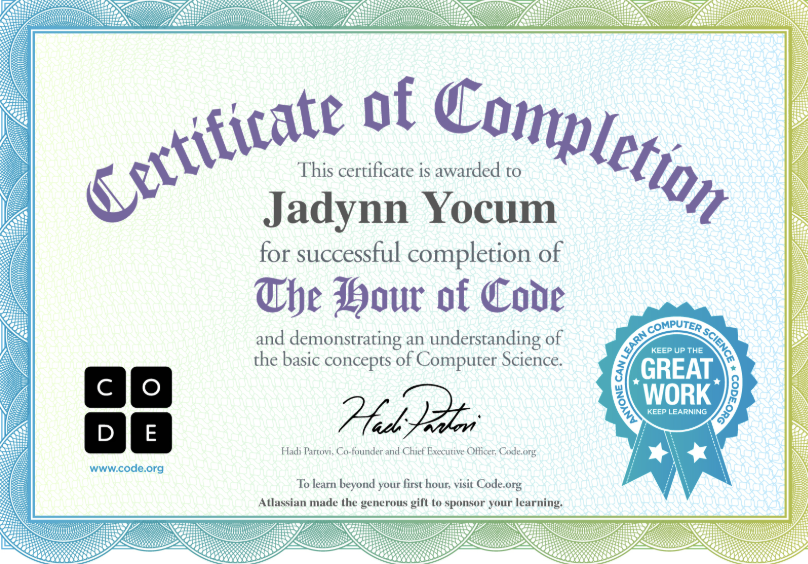 Certificate of Completion
This certificate is awarded to
Jadynn Yocum
for successful completion of
The Hour of Code
and demonstrating an understanding of
the basic concepts of Computer Science.
C O
D E
www.code.org
Hadi Partovi
Hadi Partovi, Co-founder and Chief Executive Officer, Code.org
To learn beyond your first hour, visit Code.org
Atlassian made the generous gift to sponsor your learning.
ANYONE CAN LEARN COMPUTER SCIENCE ★ CODE.ORG ★
KEEP UP THE
GREAT
WORK
KEEP LEARNING